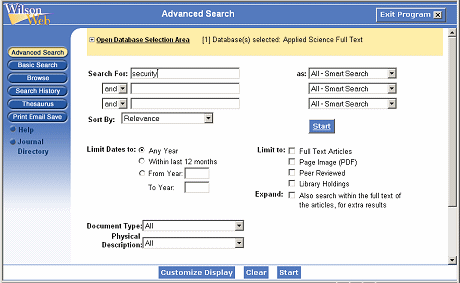 Wilson
Web
Advanced Search
Exit Program
Open Database Selection Area [1] Database(s) selected: Applied Science Full Text
Advanced Search
Basic Search
Browse
Search History
Thesaurus
Print Email Save
Help
Journal
Directory
Search For: security as: All - Smart Search
and All - Smart Search
and All - Smart Search
Sort By: Relevance
Start
Limit Dates to: Any Year
Within last 12 months
From Year:
To Year:
Limit to: Full Text Articles
Page Image (PDF)
Peer Reviewed
Library Holdings
Expand: Also search within the full text
of the articles, for extra results
Document Type: All
Physical
Description: All
Customize Display Clear Start